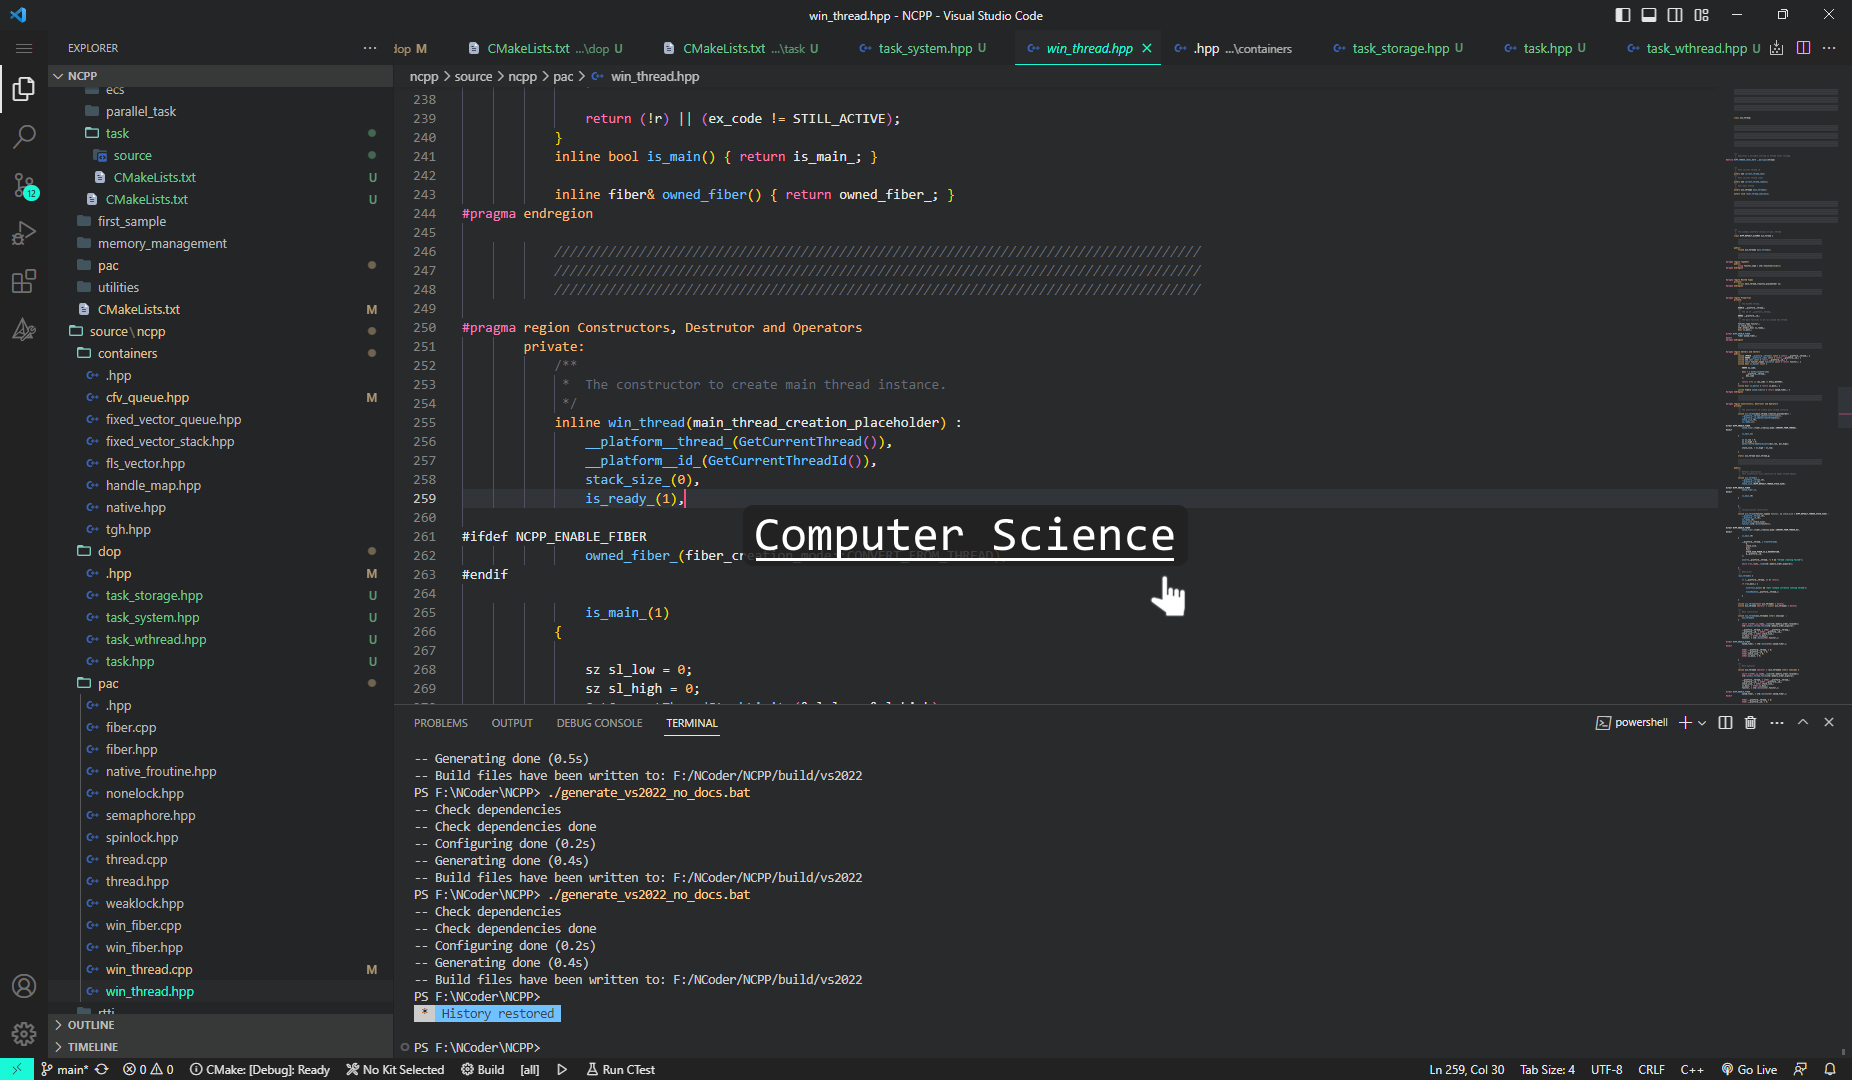 win_thread.hpp - NCPP - Visual Studio Code
EXPLORER
NCPP
ecs
parallel_task
task
source
CMakeLists.txt U
CMakeLists.txt U
first_sample
memory_management
pac
utilities
CMakeLists.txt M
source\ncpp
containers
.hpp
cfv_queue.hpp M
fixed_vector_queue.hpp
fixed_vector_stack.hpp
fls_vector.hpp
handle_map.hpp
native.hpp
tgh.hpp
dop
.hpp M
task_storage.hpp U
task_system.hpp U
task_wthread.hpp U
task.hpp U
pac
.hpp
fiber.cpp
fiber.hpp
native_froutine.hpp
nonelock.hpp
semaphore.hpp
spinlock.hpp
thread.cpp
thread.hpp
weaklock.hpp
win_fiber.cpp
win_fiber.hpp
win_thread.cpp M
win_thread.hpp
rtti
OUTLINE
TIMELINE
12
dop M
CMakeLists.txt ...\dop U
CMakeLists.txt ...\task U
task_system.hpp U
win_thread.hpp
.hpp ...\containers
task_storage.hpp U
task.hpp U
task_wthread.hpp U
ncpp > source > ncpp > pac > win_thread.hpp
238
239 return (!r) || (ex_code != STILL_ACTIVE);
240 }
241 inline bool is_main() { return is_main_; }
242
243 inline fiber& owned_fiber() { return owned_fiber_; }
244 #pragma endregion
245
246 ////////////////////////////////////////////////////////////////////////////////////
247 ////////////////////////////////////////////////////////////////////////////////////
248 ////////////////////////////////////////////////////////////////////////////////////
249
250 #pragma region Constructors, Destrutor and Operators
251 private:
252 /**
253 * The constructor to create main thread instance.
254 */
255 inline win_thread(main_thread_creation_placeholder) :
256 __platform__thread_(GetCurrentThread()),
257 __platform__id_(GetCurrentThreadId()),
258 stack_size_(0),
259 is_ready_(1),
260
261 #ifdef NCPP_ENABLE_FIBER
262 owned_fiber_(fiber_creation_mode::CONVERT_FROM_THREAD),
263 #endif
264
265 is_main_(1)
266 {
267
268 sz sl_low = 0;
269 sz sl_high = 0;
Computer Science
PROBLEMS OUTPUT DEBUG CONSOLE TERMINAL
powershell
-- Generating done (0.5s)
-- Build files have been written to: F:/NCoder/NCPP/build/vs2022
PS F:\NCoder\NCPP> ./generate_vs2022_no_docs.bat
-- Check dependencies
-- Check dependencies done
-- Configuring done (0.2s)
-- Generating done (0.4s)
-- Build files have been written to: F:/NCoder/NCPP/build/vs2022
PS F:\NCoder\NCPP> ./generate_vs2022_no_docs.bat
-- Check dependencies
-- Check dependencies done
-- Configuring done (0.2s)
-- Generating done (0.4s)
-- Build files have been written to: F:/NCoder/NCPP/build/vs2022
PS F:\NCoder\NCPP>
* History restored
PS F:\NCoder\NCPP>
main* 0 0 CMake: [Debug]: Ready No Kit Selected Build [all] Run CTest Ln 259, Col 30 Tab Size: 4 UTF-8 CRLF C++ Go Live